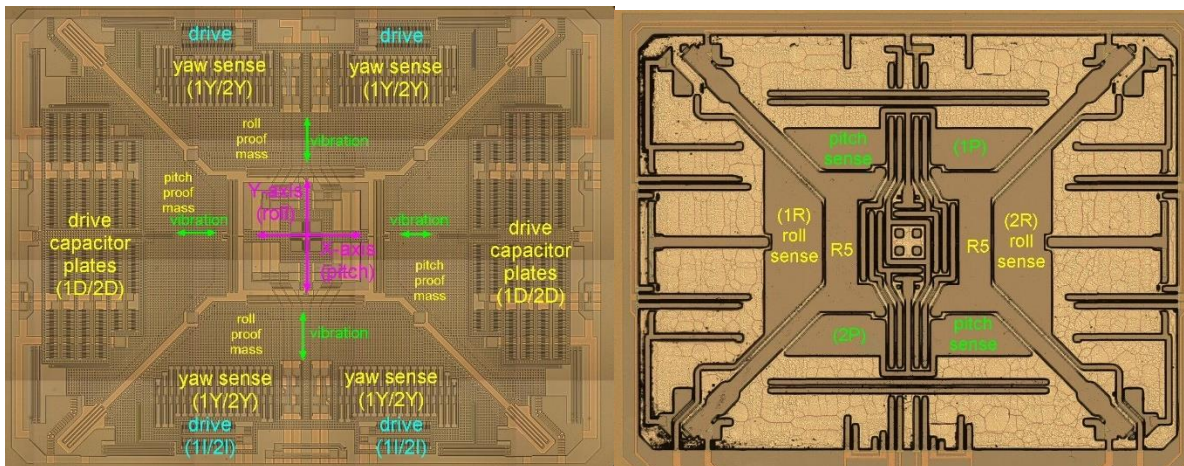 drive
drive
yaw sense
(1Y/2Y)
yaw sense
(1Y/2Y)
roll
proof
mass
vibration
pitch
proof
mass
vibration
Y-axis
(roll)
vibration
drive
capacitor
plates
(1D/2D)
X-axis
(pitch)
pitch
proof
mass
drive
capacitor
plates
(1D/2D)
roll
proof
mass
vibration
yaw sense
(1Y/2Y)
yaw sense
(1Y/2Y)
drive
(1I/2I)
drive
(1I/2I)
pitch
sense
(1P)
(1R)
roll
sense
R5
R5
(2R)
roll
sense
(2P)
pitch
sense